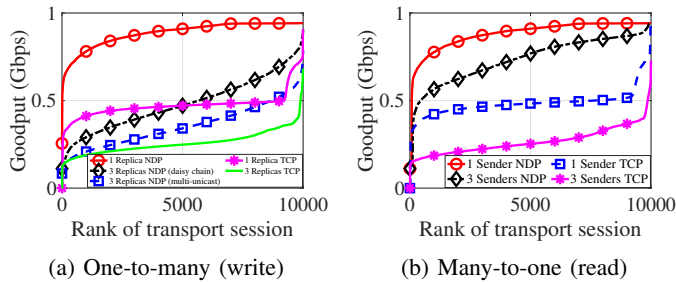 1
0.5
0
Goodput (Gbps)
1 Replica NDP
1 Replica TCP
3 Replicas NDP (daisy chain)
3 Replicas TCP
3 Replicas NDP (multi-unicast)
0
5000
10000
Rank of transport session
(a) One-to-many (write)
1
0.5
0
Goodput (Gbps)
1 Sender NDP
1 Sender TCP
3 Senders NDP
3 Senders TCP
0
5000
10000
Rank of transport session
(b) Many-to-one (read)